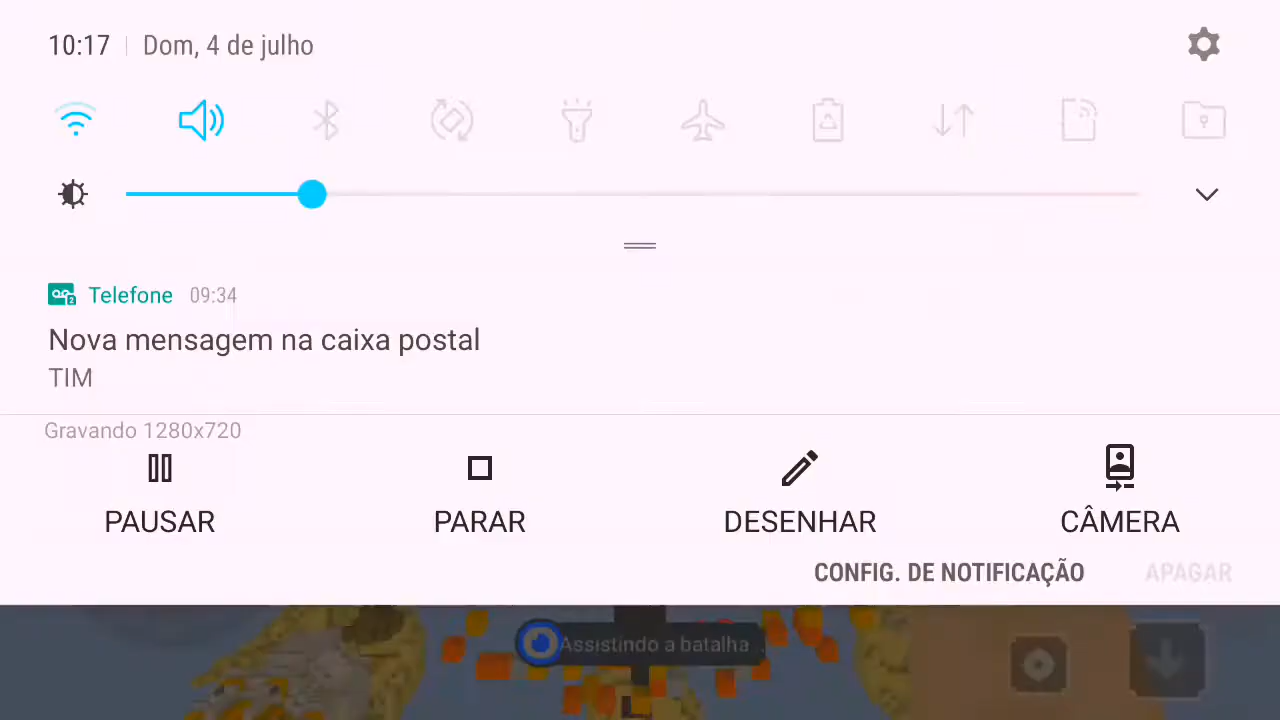 10:17 | Dom, 4 de julho
Telefone 09:34
Nova mensagem na caixa postal
TIM
Gravando 1280x720
PAUSAR PARAR DESENHAR CÂMERA
CONFIG. DE NOTIFICAÇÃO APAGAR
Assistindo a batalha